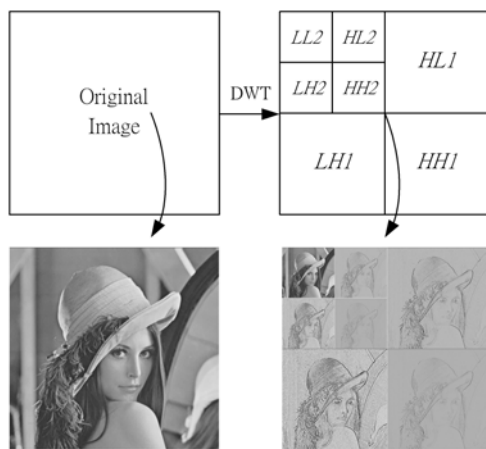 Original
Image
DWT
LL2
HL2
LH2
HH2
HL1
LH1
HH1